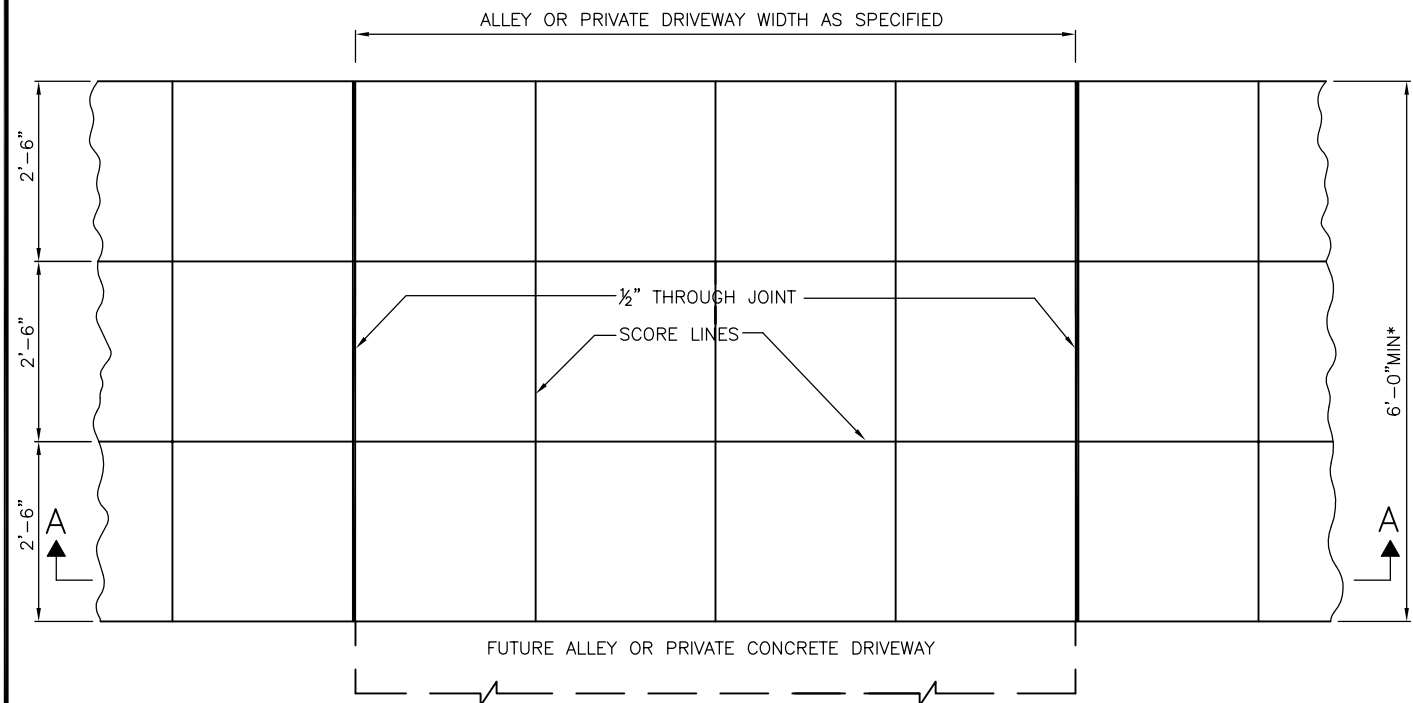 ALLEY OR PRIVATE DRIVEWAY WIDTH AS SPECIFIED
2'-6"
2'-6"
2'-6"
½" THROUGH JOINT
SCORE LINES
6'-0"MIN*
A
A
FUTURE ALLEY OR PRIVATE CONCRETE DRIVEWAY